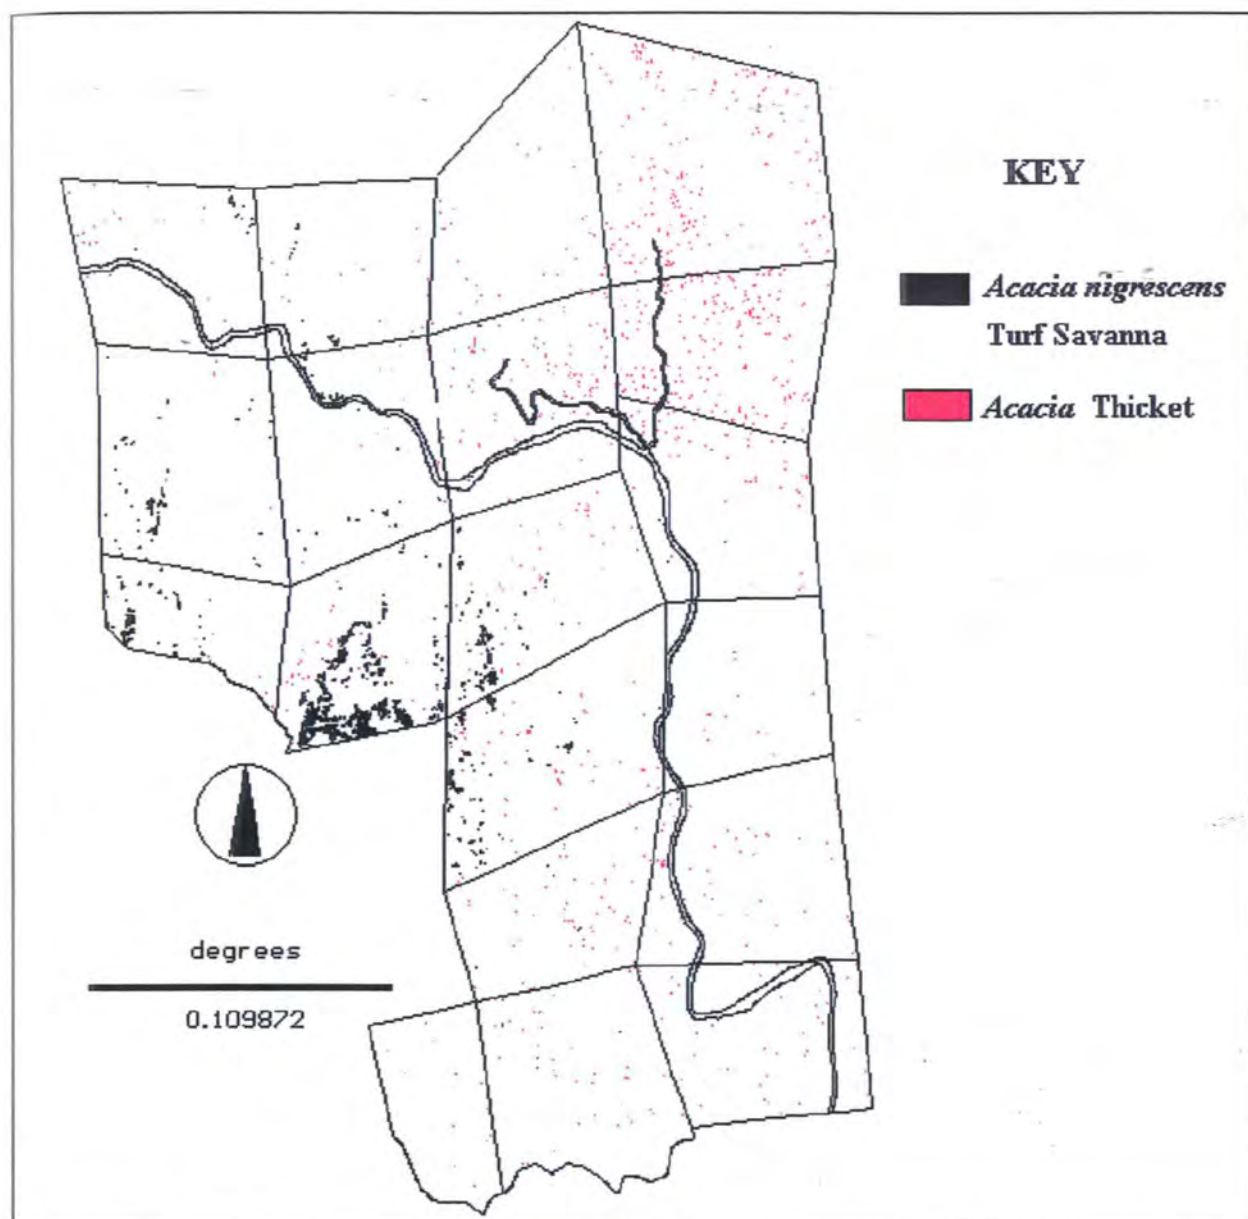 KEY
Acacia nigrescens
Turf Savanna
Acacia Thicket
degrees
0.109872